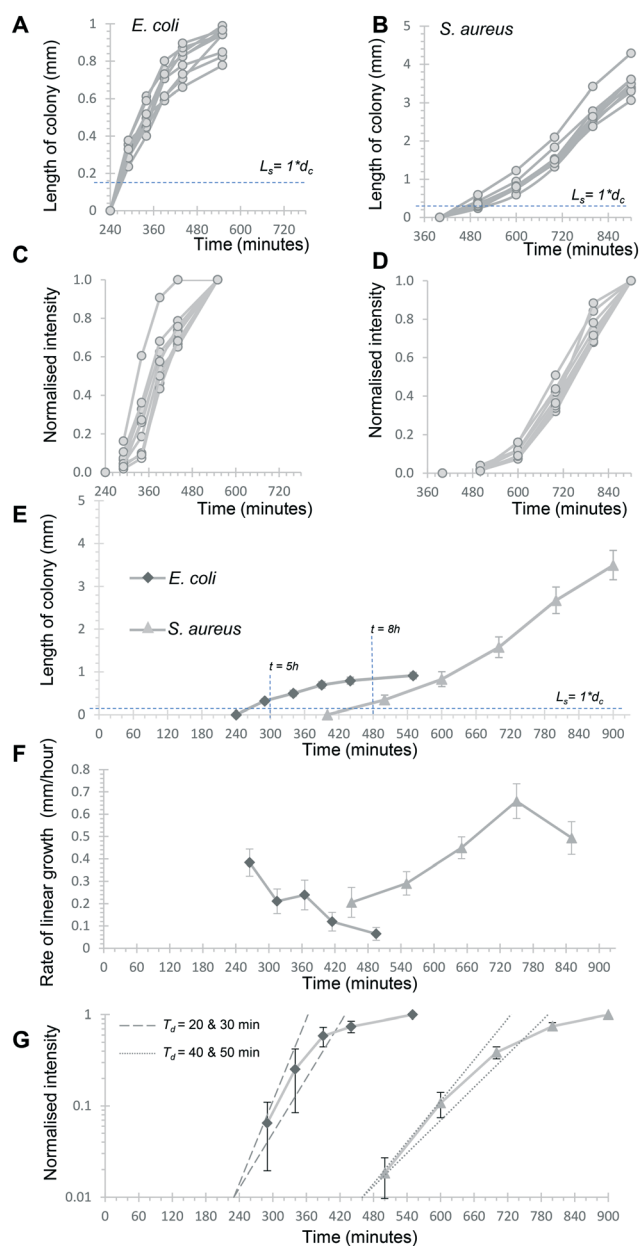 A
E. coli
Length of colony (mm)
1
0.8
0.6
0.4
0.2
0
Ls= 1*dc
240 360 480 600 720
Time (minutes)
B
S. aureus
Length of colony (mm)
5
4
3
2
1
0
Ls= 1*dc
360 480 600 720 840
Time (minutes)
C
Normalised intensity
1.0
0.8
0.6
0.4
0.2
0.0
240 360 480 600 720
Time (minutes)
D
Normalised intensity
1.0
0.8
0.6
0.4
0.2
0.0
360 480 600 720 840
Time (minutes)
E
Length of colony (mm)
5
4
3
2
1
0
E. coli
S. aureus
t = 5h
t = 8h
Ls= 1*dc
0 60 120 180 240 300 360 420 480 540 600 660 720 780 840 900
Time (minutes)
F
Rate of linear growth (mm/hour)
0.8
0.7
0.6
0.5
0.4
0.3
0.2
0.1
0
0 60 120 180 240 300 360 420 480 540 600 660 720 780 840 900
Time (minutes)
G
Normalised intensity
1
0.1
0.01
Td = 20 & 30 min
Td = 40 & 50 min
0 60 120 180 240 300 360 420 480 540 600 660 720 780 840 900
Time (minutes)